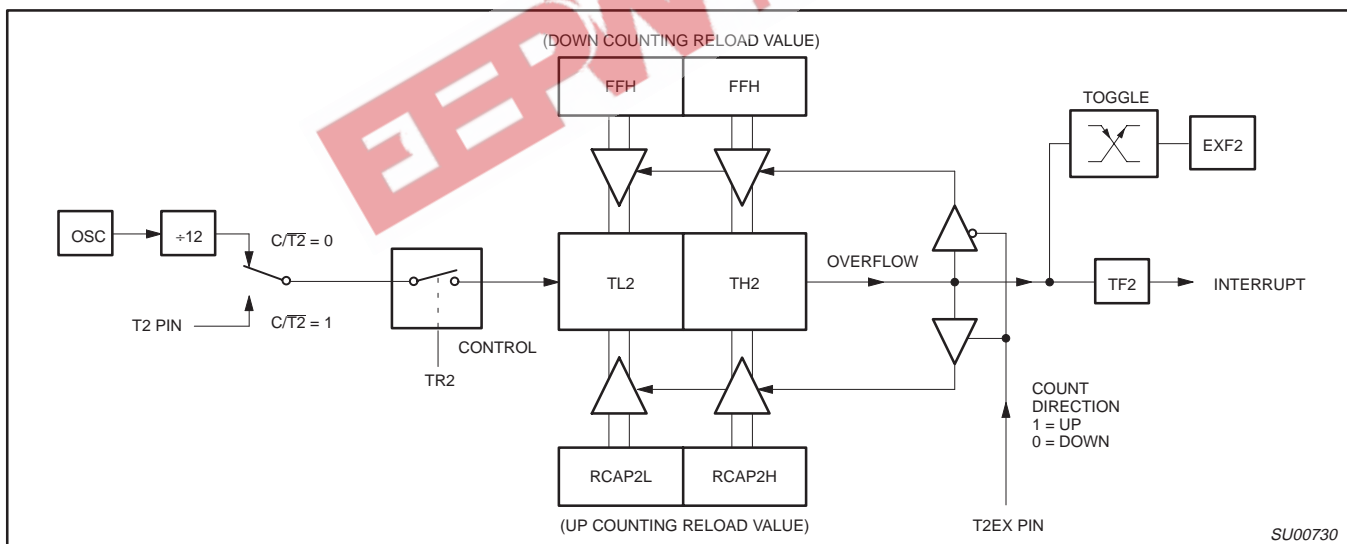 (DOWN COUNTING RELOAD VALUE)
FFH
FFH
TOGGLE
EXF2
OSC
÷12
C/T2 = 0
C/T2 = 1
T2 PIN
CONTROL
TR2
TL2
TH2
OVERFLOW
TF2
INTERRUPT
COUNT
DIRECTION
1 = UP
0 = DOWN
RCAP2L
RCAP2H
(UP COUNTING RELOAD VALUE)
T2EX PIN
SU00730